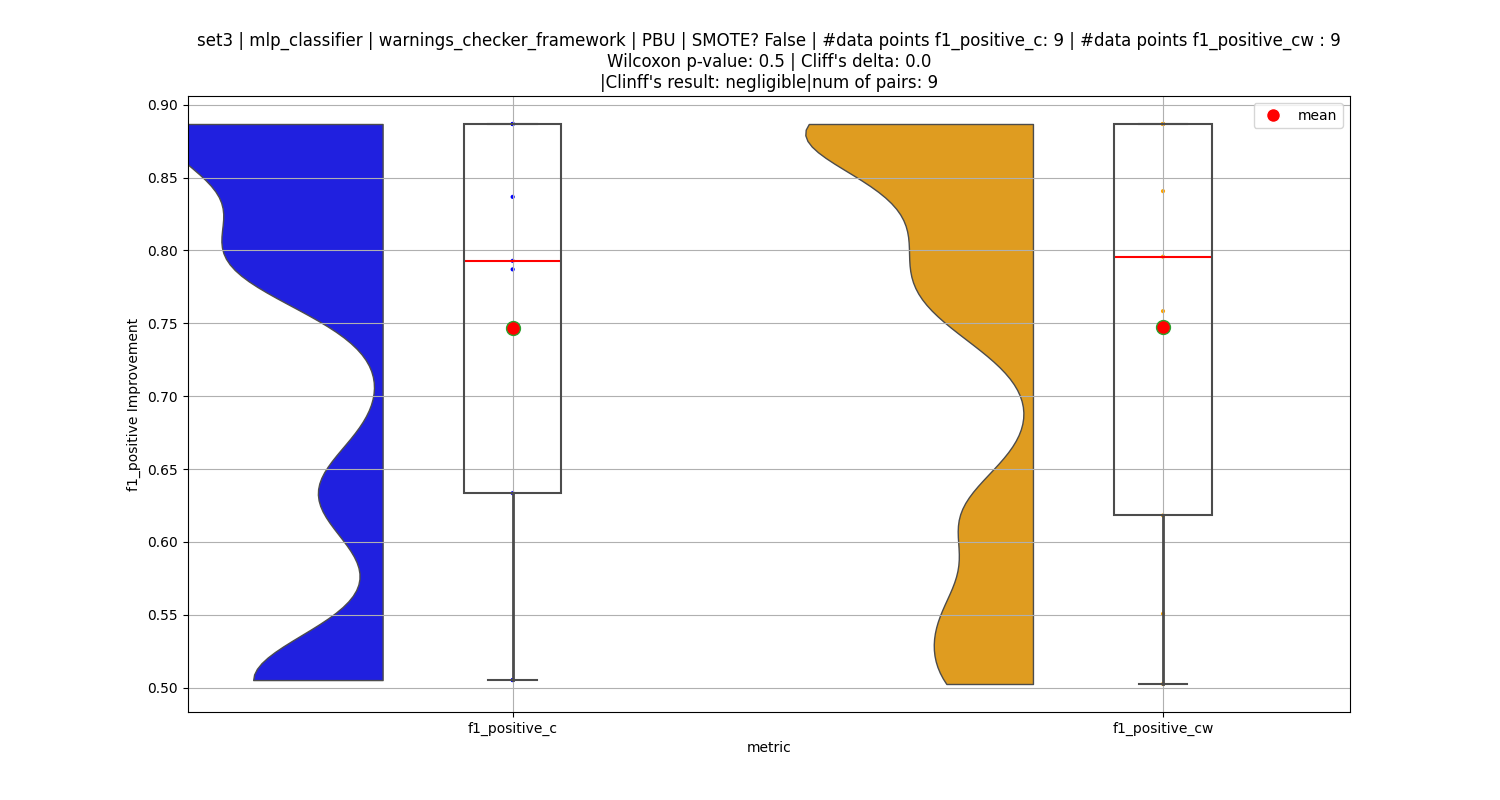 set3 | mlp_classifier | warnings_checker_framework | PBU | SMOTE? False | #data points f1_positive_c: 9 | #data points f1_positive_cw : 9
Wilcoxon p-value: 0.5 | Cliff's delta: 0.0
|Clinff's result: negligible|num of pairs: 9
mean
0.90
0.85
0.80
0.75
0.70
0.65
0.60
0.55
0.50
f1_positive Improvement
f1_positive_c
f1_positive_cw
metric